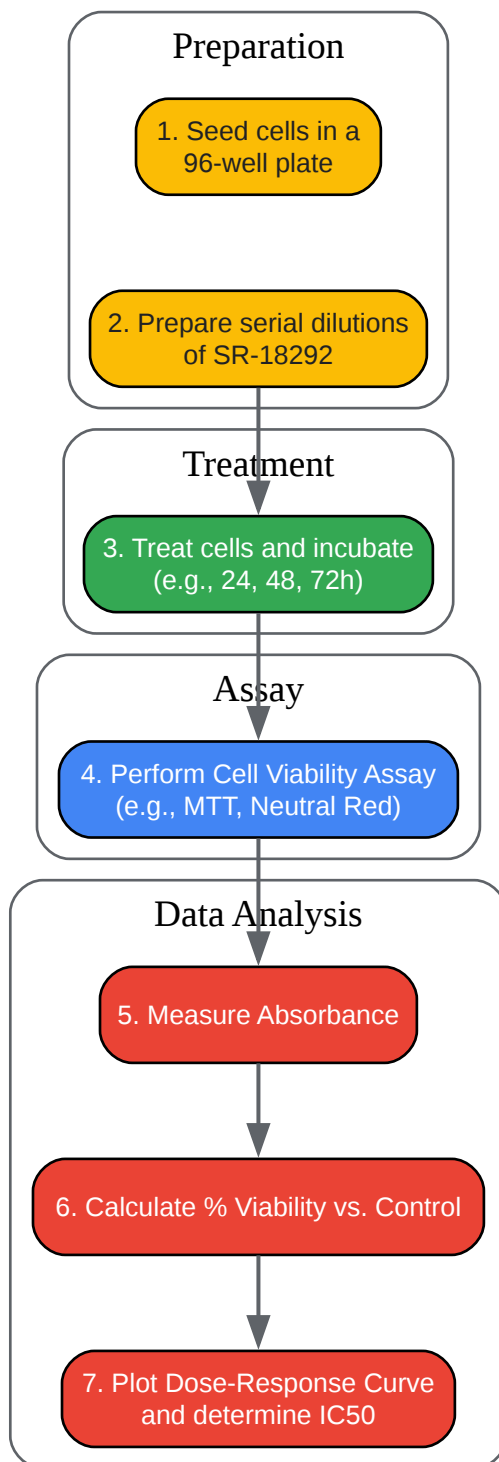 Preparation
1. Seed cells in a
96-well plate
2. Prepare serial dilutions
of SR-18292
Treatment
3. Treat cells and incubate
(e.g., 24, 48, 72h)
Assay
4. Perform Cell Viability Assay
(e.g., MTT, Neutral Red)
Data Analysis
5. Measure Absorbance
6. Calculate % Viability vs. Control
7. Plot Dose-Response Curve
and determine IC50